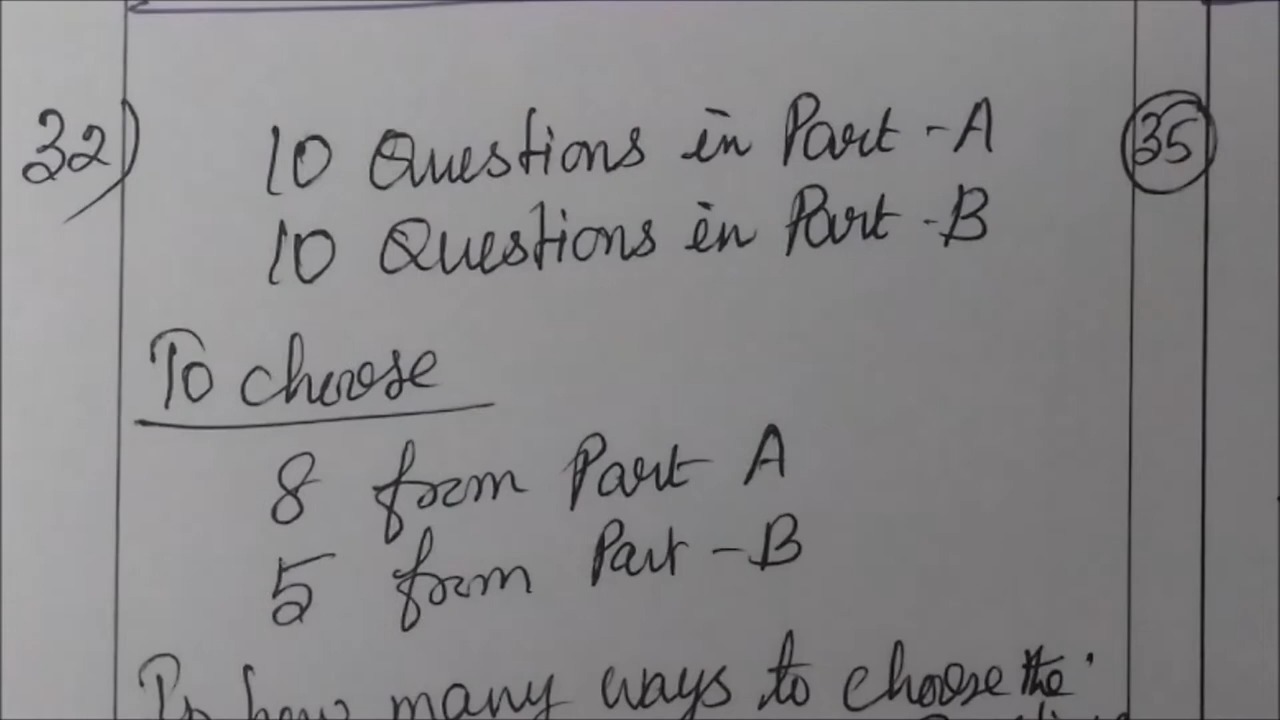 32)
10 Questions in Part - A
35
10 Questions in Part - B
To choose
8 from Part A
5 from Part - B
In how many ways to choose the